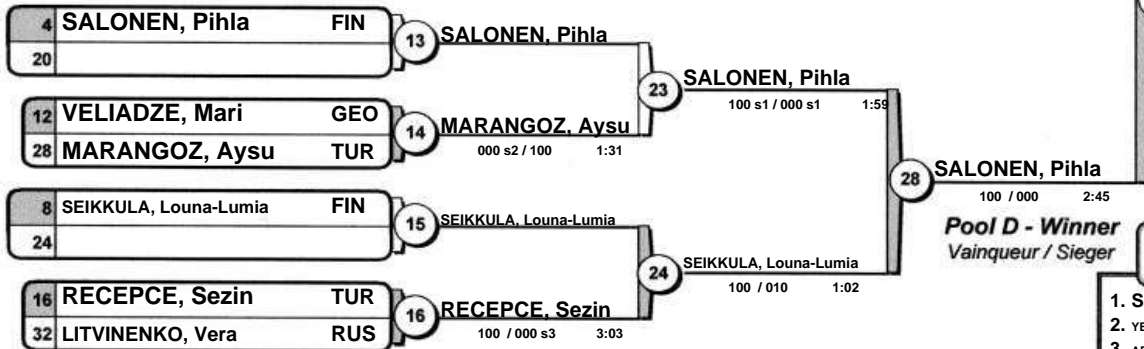 4 SALONEN, Pihla FIN
20
13 SALONEN, Pihla
12 VELIADZE, Mari GEO
28 MARANGOZ, Aysu TUR
14 MARANGOZ, Aysu
000 s2 / 100 1:31
23 SALONEN, Pihla
100 s1 / 000 s1 1:59
8 SEIKKULA, Louna-Lumia FIN
24
15 SEIKKULA, Louna-Lumia
16 RECEPCE, Sezin TUR
32 LITVINENKO, Vera RUS
16 RECEPCE, Sezin
100 / 000 s3 3:03
24 SEIKKULA, Louna-Lumia
100 / 010 1:02
28 SALONEN, Pihla
100 / 000 2:45
Pool D - Winner
Vainqueur / Sieger
1. S
2. YE
3.